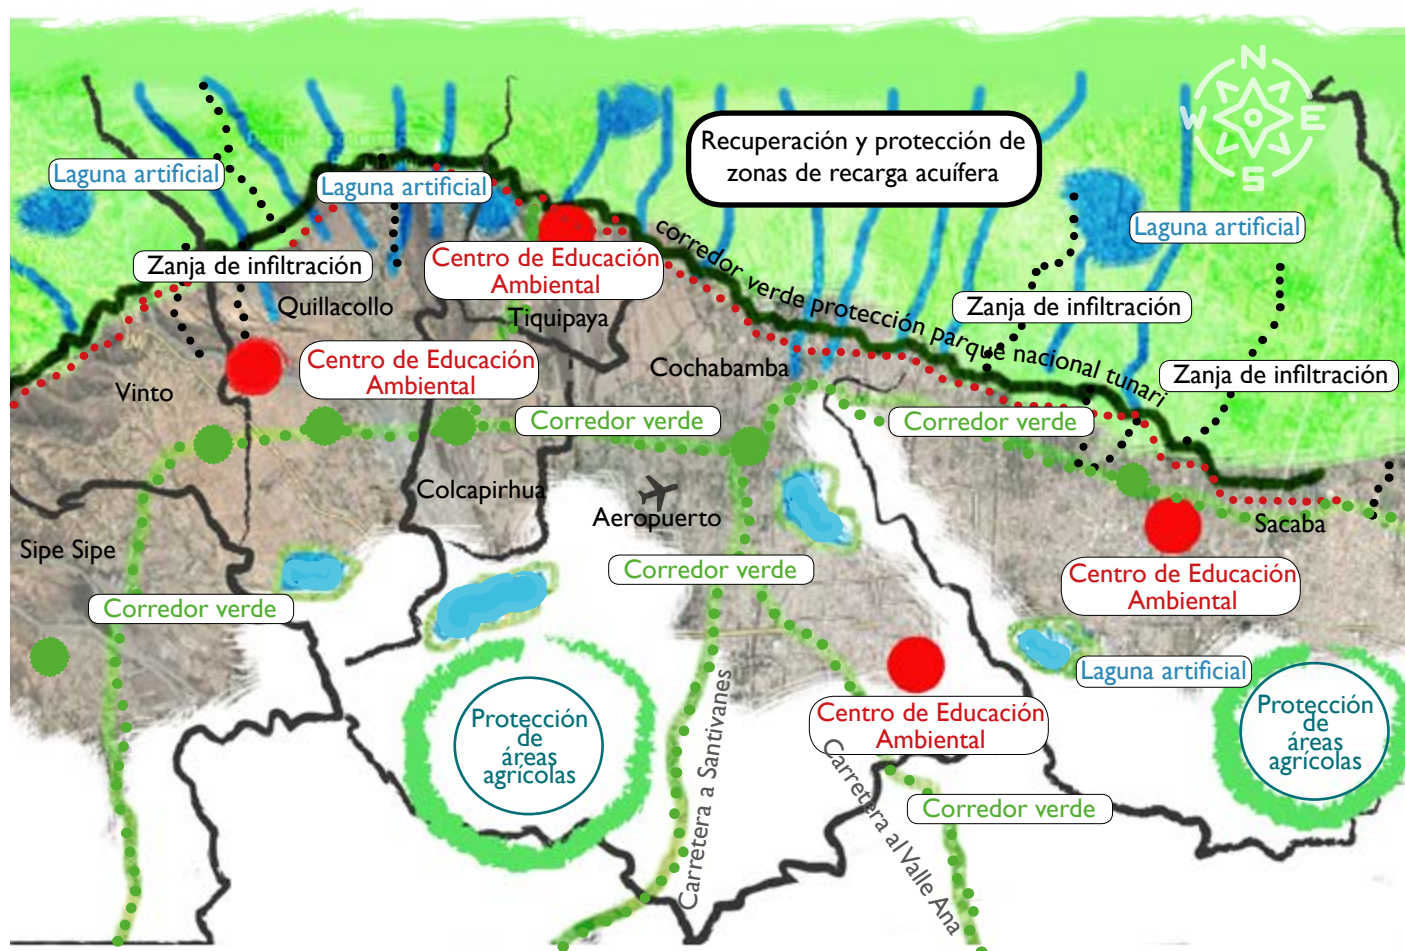 N
W
E
S
Recuperación y protección de
zonas de recarga acuífera
Laguna artificial
Laguna artificial
Laguna artificial
Centro de Educación
Ambiental
Zanja de infiltración
Quillacollo
Tiquipaya
corredor verde protección parque nacional tunari
Zanja de infiltración
Zanja de infiltración
Centro de Educación
Ambiental
Vinto
Cochabamba
Corredor verde
Corredor verde
Colcapirhua
Aeropuerto
Sacaba
Sipe Sipe
Corredor verde
Corredor verde
Centro de Educación
Ambiental
Laguna artificial
Centro de Educación
Ambiental
Protección
de
áreas
agrícolas
Protección
de
áreas
agrícolas
Carretera a Santivanes
Carretera al Valle Ana
Corredor verde